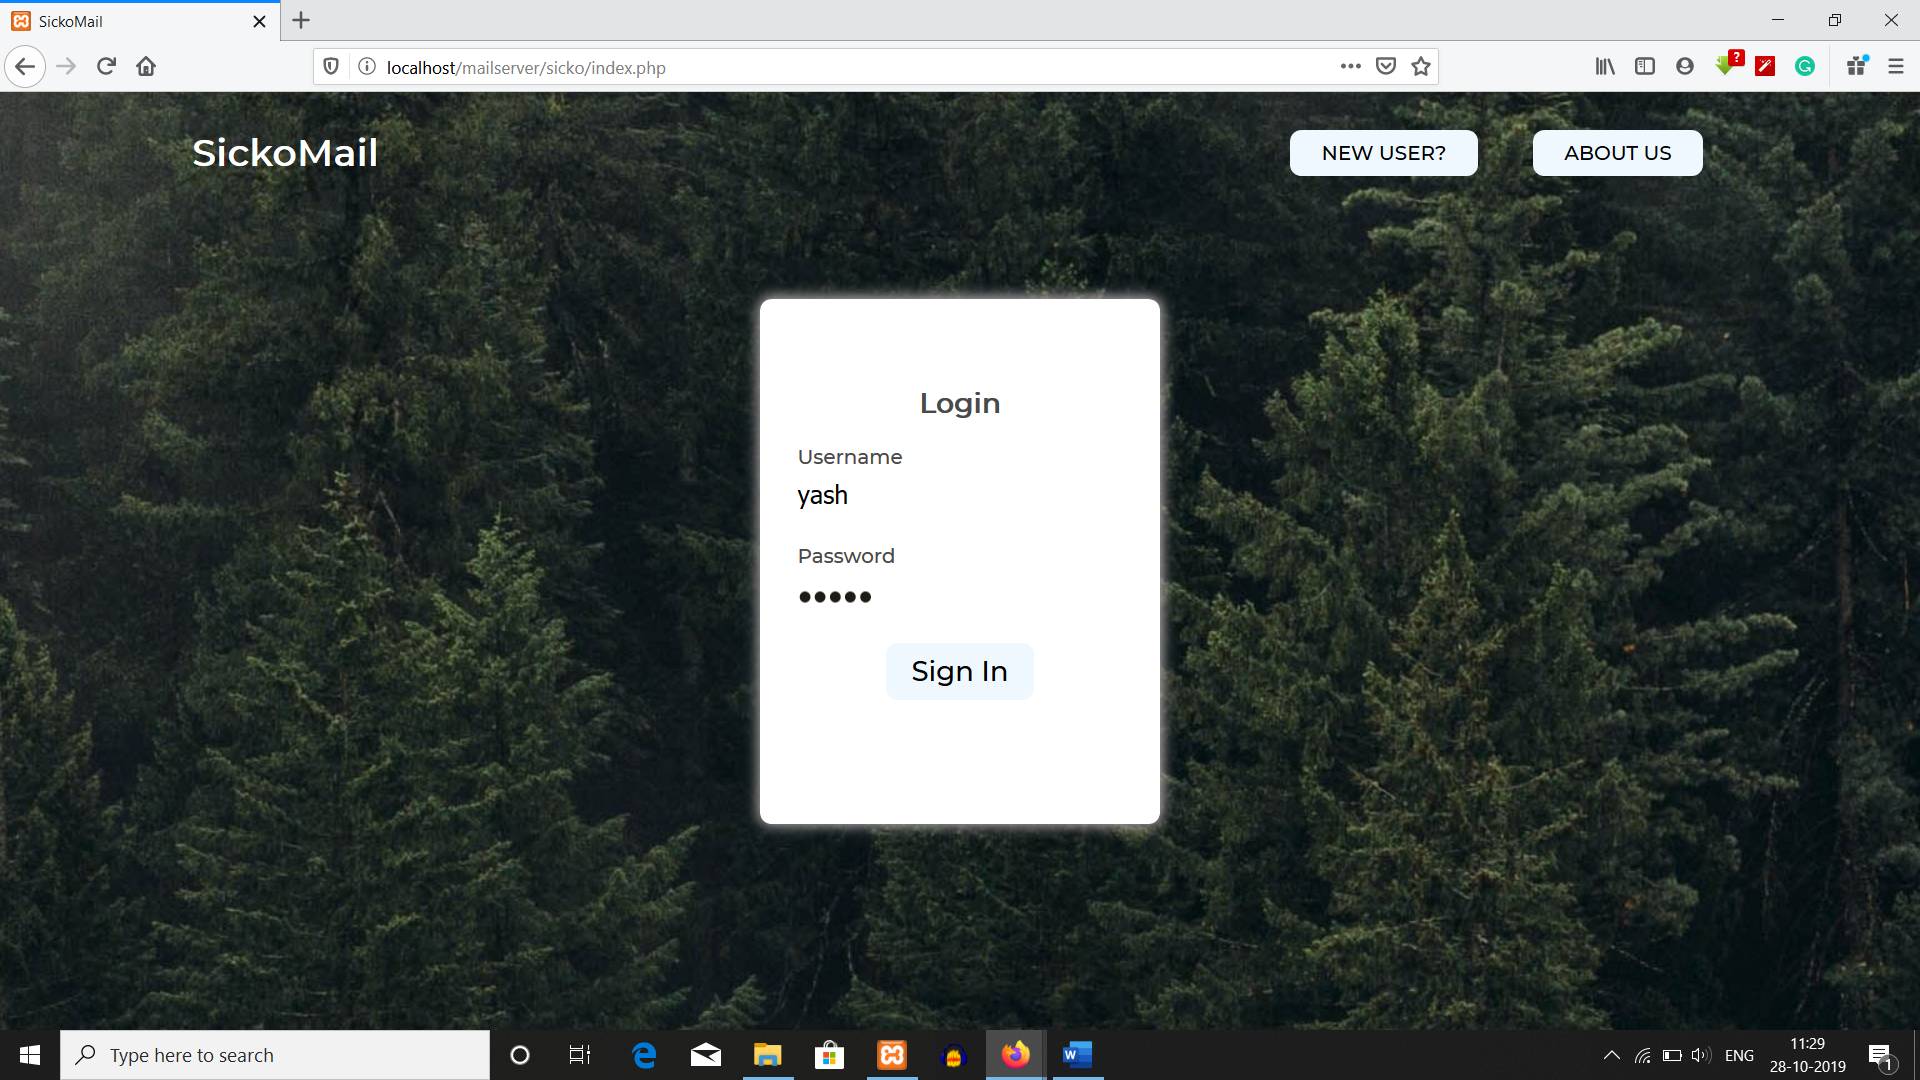 SickoMail
localhost/mailserver/sicko/index.php
?
SickoMail
NEW USER?
ABOUT US
Login
Username
yash
Password
Sign In
Type here to search
ENG
11:29
28-10-2019
1